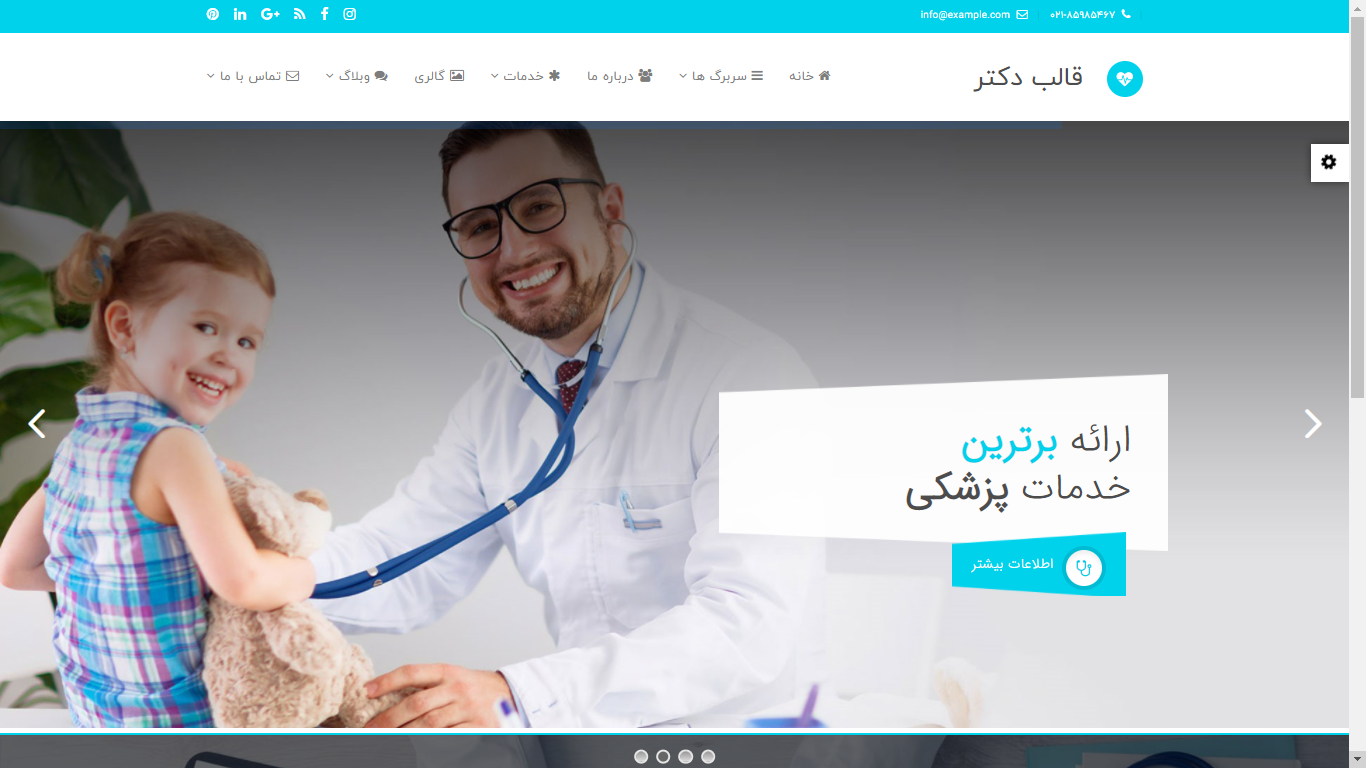 ۰۲۱-۸۵۹۸۵۴۶۷
info@example.com
قالب دکتر
خانه
سربرگ ها
درباره ما
خدمات
گالری
وبلاگ
تماس با ما
ارائه برترین
خدمات پزشکی
اطلاعات بیشتر